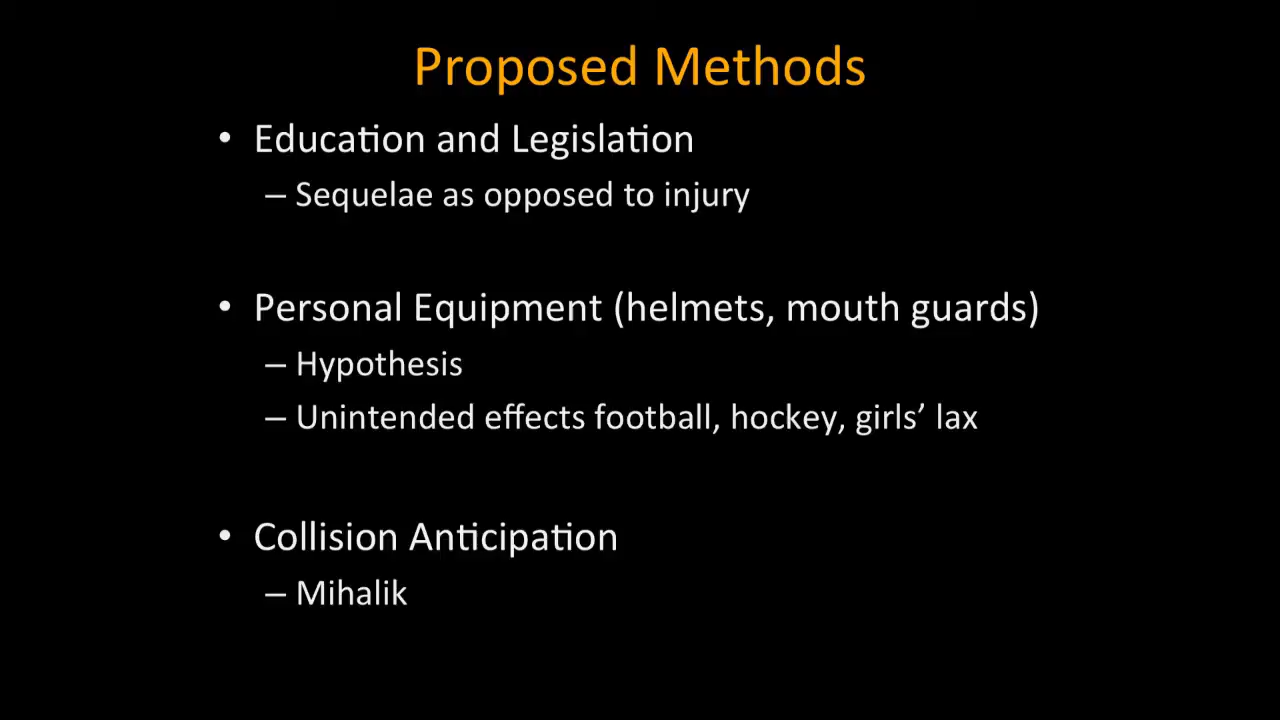 Proposed Methods
• Education and Legislation
– Sequelae as opposed to injury
• Personal Equipment (helmets, mouth guards)
– Hypothesis
– Unintended effects football, hockey, girls’ lax
• Collision Anticipation
– Mihalik